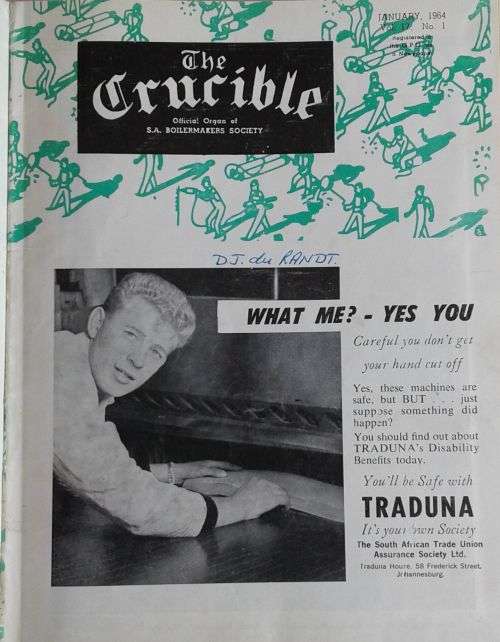 JANUARY, 1964
No. 1
Registered
The
Crucible
Official Organ of
S.A. BOILERMAKERS SOCIETY
D.J. du RANDT.
WHAT ME? - YES YOU
Careful you don't get
your hand cut off
Yes, these machines are
safe, but BUT . . . just
suppose something did
happen?
You should find out about
TRADUNA's Disability
Benefits today.
You'll be Safe with
TRADUNA
It's your own Society
The South African Trade Union
Assurance Society Ltd.
Traduna House, 58 Frederick Street,
Johannesburg.